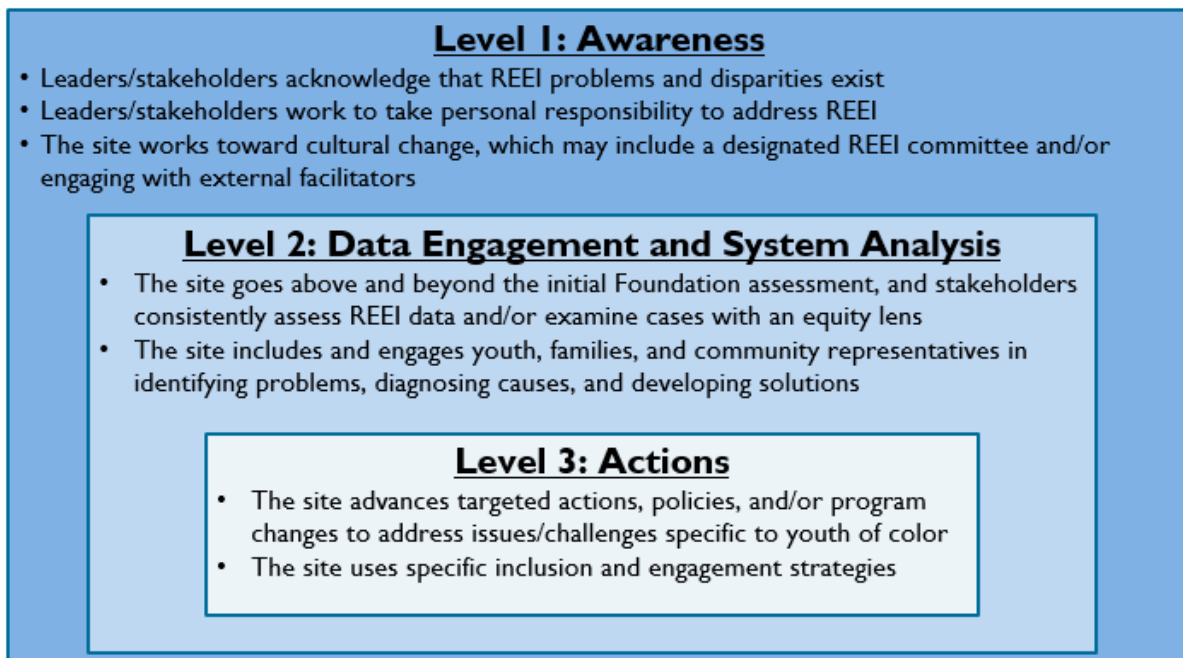 Level 1: Awareness
• Leaders/stakeholders acknowledge that REEI problems and disparities exist
• Leaders/stakeholders work to take personal responsibility to address REEI
• The site works toward cultural change, which may include a designated REEI committee and/or
engaging with external facilitators
Level 2: Data Engagement and System Analysis
• The site goes above and beyond the initial Foundation assessment, and stakeholders
consistently assess REEI data and/or examine cases with an equity lens
• The site includes and engages youth, families, and community representatives in
identifying problems, diagnosing causes, and developing solutions
Level 3: Actions
• The site advances targeted actions, policies, and/or program
changes to address issues/challenges specific to youth of color
• The site uses specific inclusion and engagement strategies